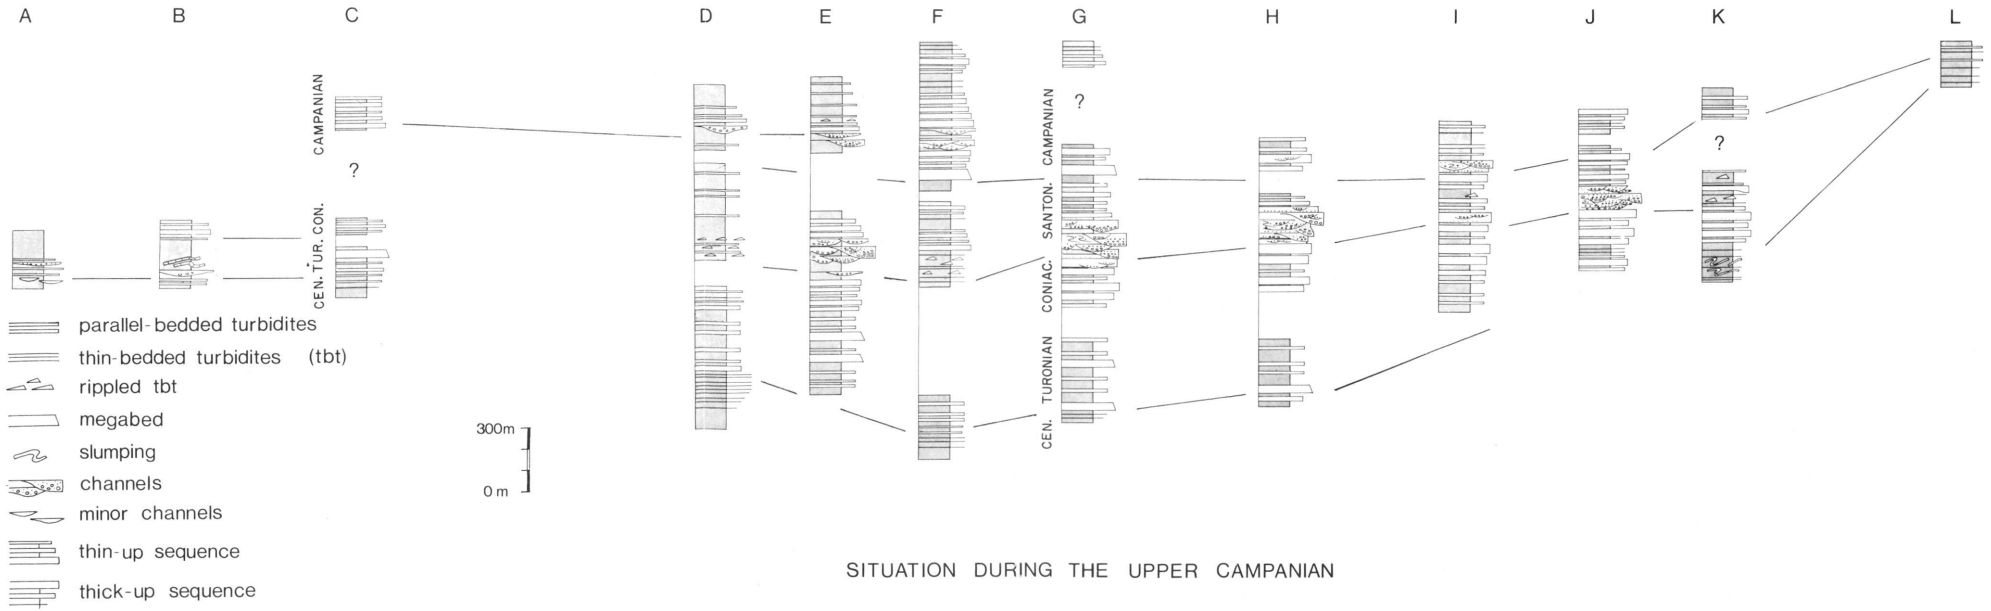 A B C D E F G H I J K L
CAMPANIAN
?
CEN. TUR. CON.
CAMPANIAN
?
SANTON.
CONIAC.
TURONIAN
CEN.
?
parallel-bedded turbidites
thin-bedded turbidites (tbt)
rippled tbt
megabed
slumping
channels
minor channels
thin-up sequence
thick-up sequence
300m
0 m
SITUATION DURING THE UPPER CAMPANIAN